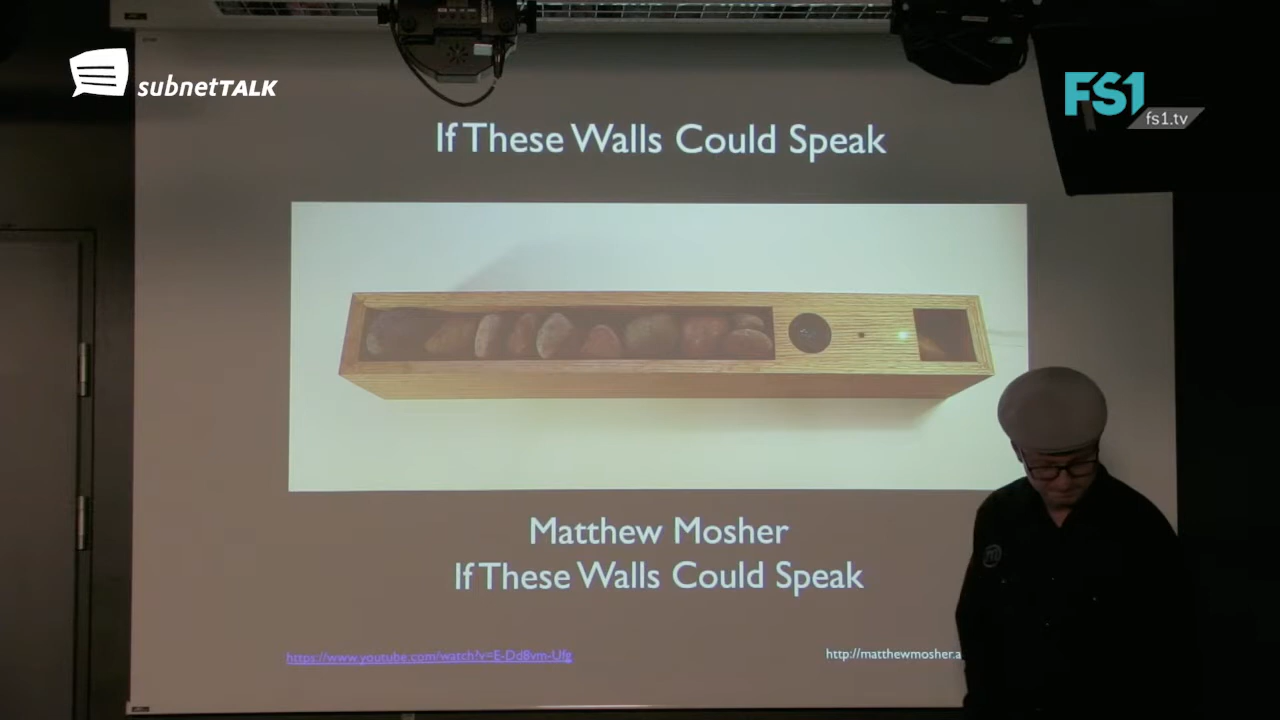 subnetTALK
FS1
fs1.tv
If These Walls Could Speak
Matthew Mosher
If These Walls Could Speak
https://www.youtube.com/watch?v=E-Dd8vm-Ufg
http://matthewmosher.a